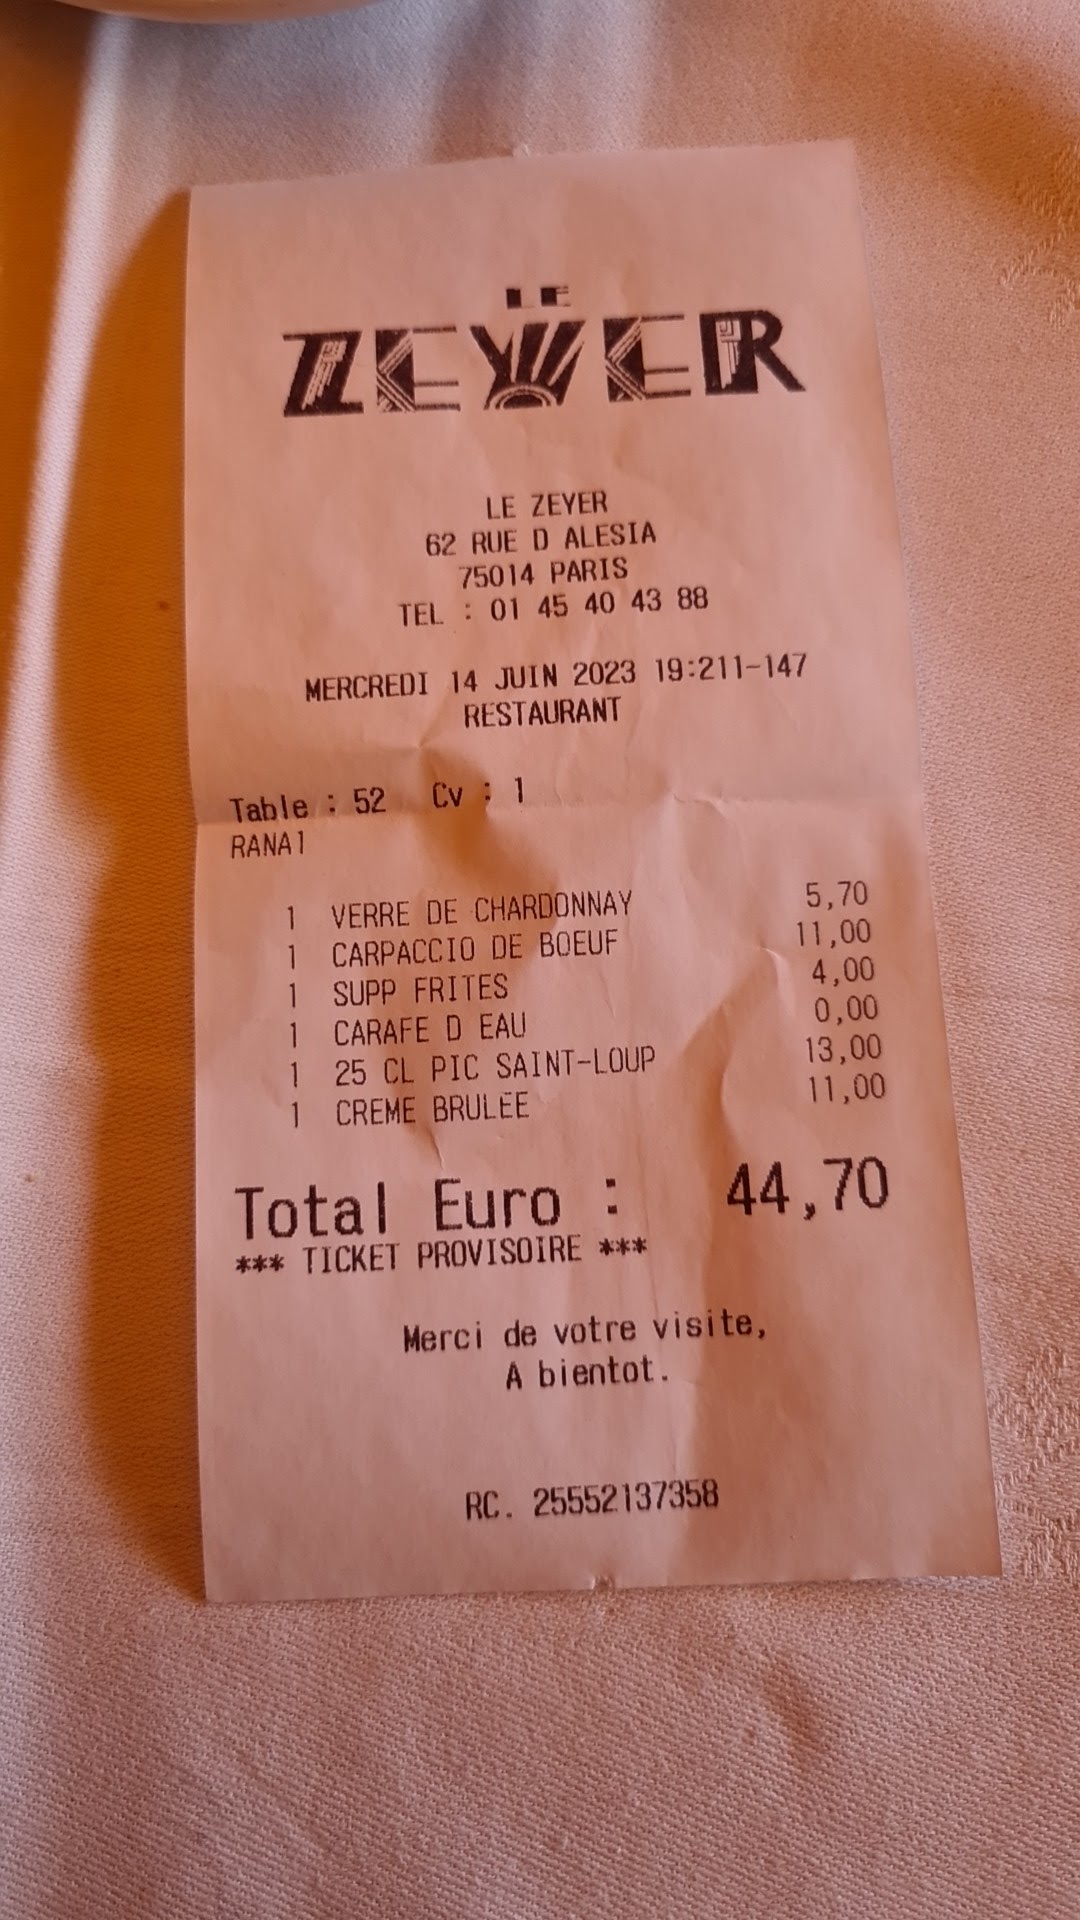 LE
ZEYER
LE ZEYER
62 RUE D ALESIA
75014 PARIS
TEL : 01 45 40 43 88
MERCREDI 14 JUIN 2023 19:211-147
RESTAURANT
Table : 52 Cv : 1
RANA1
1 VERRE DE CHARDONNAY 5,70
1 CARPACCIO DE BOEUF 11,00
1 SUPP FRITES 4,00
1 CARAFE D EAU 0,00
1 25 CL PIC SAINT-LOUP 13,00
1 CREME BRULEE 11,00
Total Euro : 44,70
*** TICKET PROVISOIRE ***
Merci de votre visite,
A bientot.
RC. 25552137358